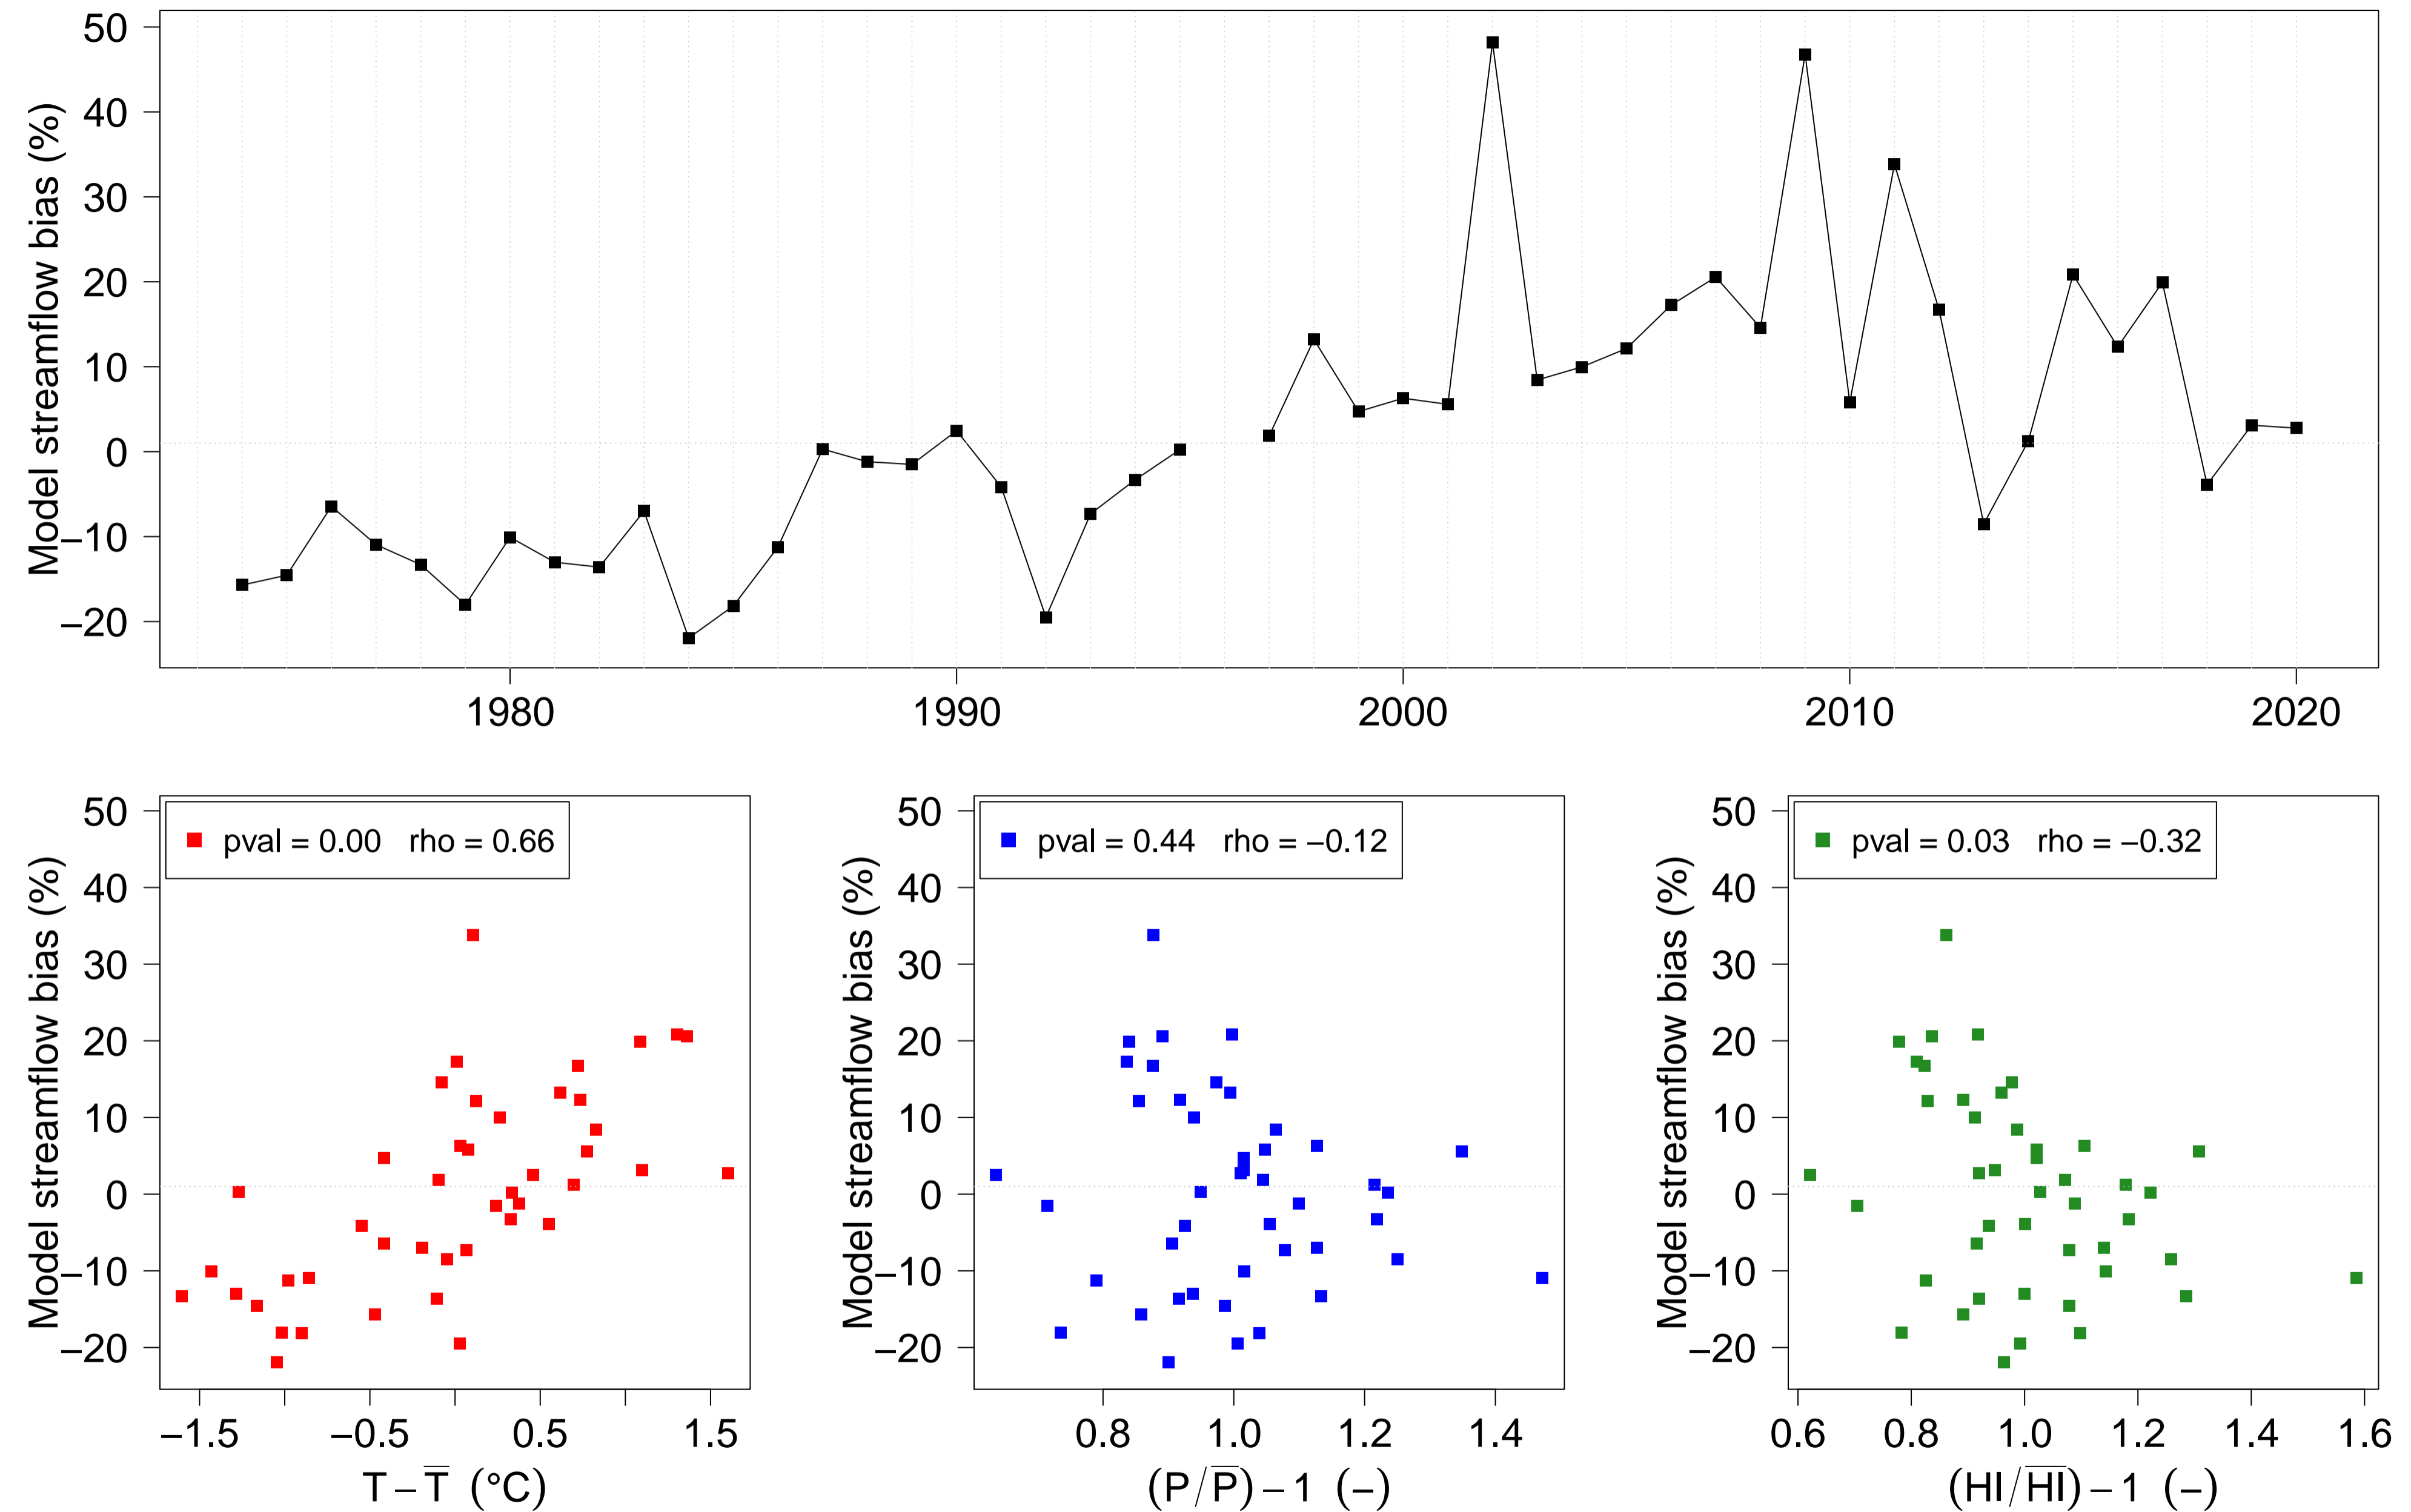 Model streamflow bias (%)
50
40
30
20
10
0
−10
−20
1980 1990 2000 2010 2020
Model streamflow bias (%)
50
40
30
20
10
0
−10
−20
pval = 0.00 rho = 0.66
−1.5 −0.5 0.5 1.5
T − T̅ (°C)
Model streamflow bias (%)
50
40
30
20
10
0
−10
−20
pval = 0.44 rho = −0.12
0.8 1.0 1.2 1.4
(P/P̅) − 1 (−)
Model streamflow bias (%)
50
40
30
20
10
0
−10
−20
pval = 0.03 rho = −0.32
0.6 0.8 1.0 1.2 1.4 1.6
(HI/H̅I̅) − 1 (−)